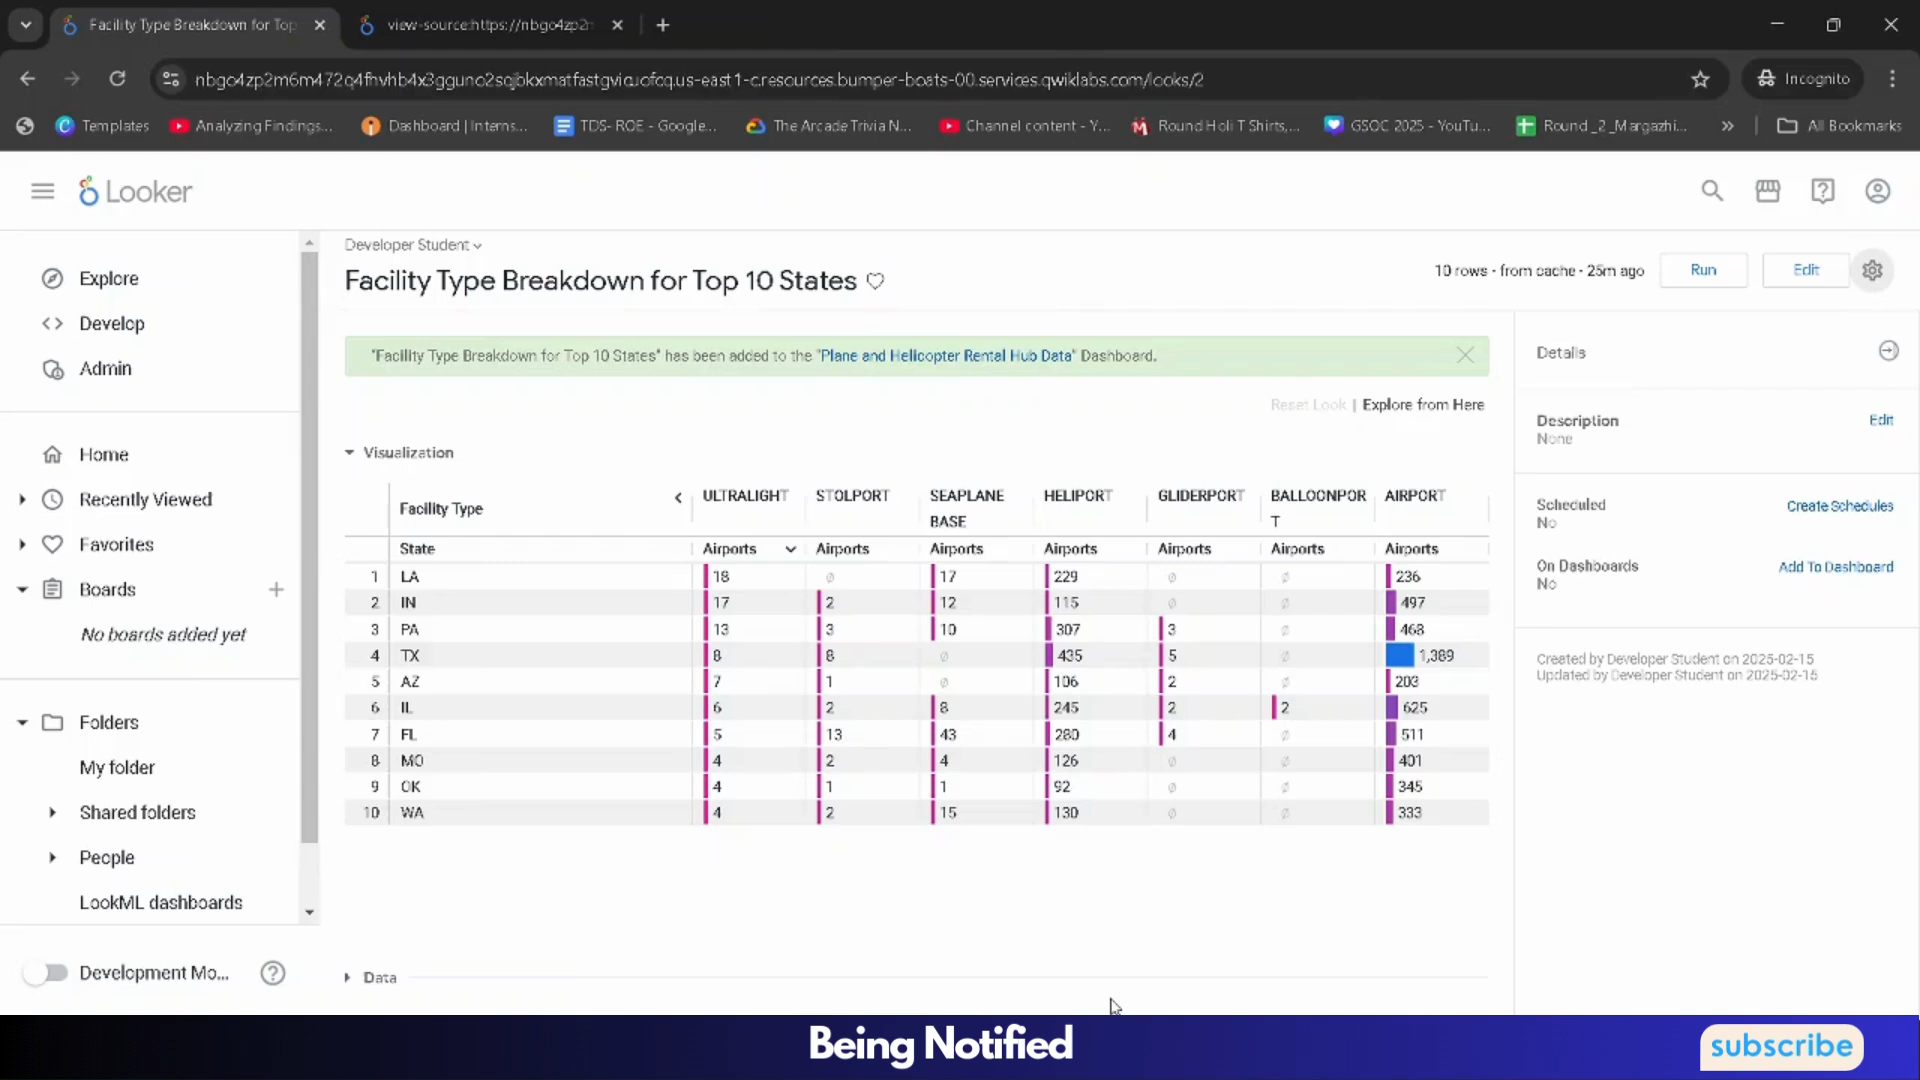 Facility Type Breakdown for Top
view-source:https://nbgo4zp2
nbgo4zp2m6m472q4fhvhb4x3gguno2sqjbkxmatfastgvicuofcq.us-east1-c.resources.bumper-boats-00.services.qwiklabs.com/looks/2
Incognito
Templates
Analyzing Findings...
Dashboard | Interns...
TDS- ROE - Google...
The Arcade Trivia N...
Channel content - Y...
Round Holi T Shirts,...
GSOC 2025 - YouTu...
Round _2 _Margazhi...
All Bookmarks
Looker
Explore
Develop
Admin
Home
Recently Viewed
Favorites
Boards
No boards added yet
Folders
My folder
Shared folders
People
LookML dashboards
Development Mo...
Developer Student
Facility Type Breakdown for Top 10 States
10 rows · from cache · 25m ago
Run
Edit
"Facility Type Breakdown for Top 10 States" has been added to the "Plane and Helicopter Rental Hub Data" Dashboard.
Reset Look | Explore from Here
Visualization
Facility Type ULTRALIGHT STOLPORT SEAPLANE BASE HELIPORT GLIDERPORT BALLOONPORT AIRPORT
State Airports Airports Airports Airports Airports Airports Airports
1 LA 18 ∅ 17 229 ∅ ∅ 236
2 IN 17 2 12 115 ∅ ∅ 497
3 PA 13 3 10 307 3 ∅ 468
4 TX 8 8 ∅ 435 5 ∅ 1,389
5 AZ 7 1 ∅ 106 2 ∅ 203
6 IL 6 2 8 245 2 2 625
7 FL 5 13 43 280 4 ∅ 511
8 MO 4 2 4 126 ∅ ∅ 401
9 OK 4 1 1 92 ∅ ∅ 345
10 WA 4 2 15 130 ∅ ∅ 333
Data
Details
Description Edit
None
Scheduled Create Schedules
No
On Dashboards Add To Dashboard
No
Created by Developer Student on 2025-02-15
Updated by Developer Student on 2025-02-15
Being Notified
subscribe